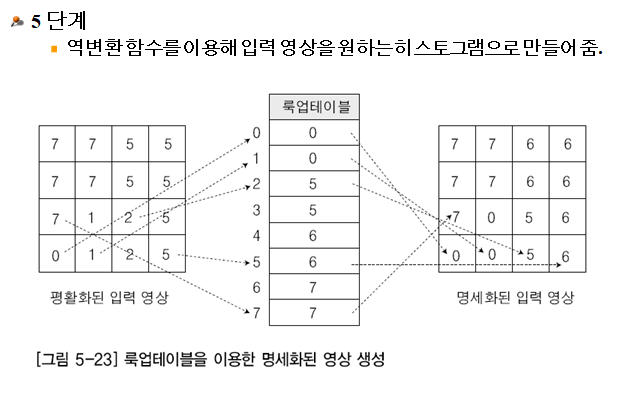 5 단계
역변환 함수를 이용해 입력 영상을 원하는 히스토그램으로 만들어 줌.
룩업테이블
0 0
1 0
2 5
3 5
4 6
5 6
6 7
7 7
7 7 5 5
7 7 5 5
7 1 2 5
0 1 2 5
평활화된 입력 영상
7 7 6 6
7 7 6 6
7 0 5 6
0 0 5 6
명세화된 입력 영상
[그림 5-23] 룩업테이블을 이용한 명세화된 영상 생성